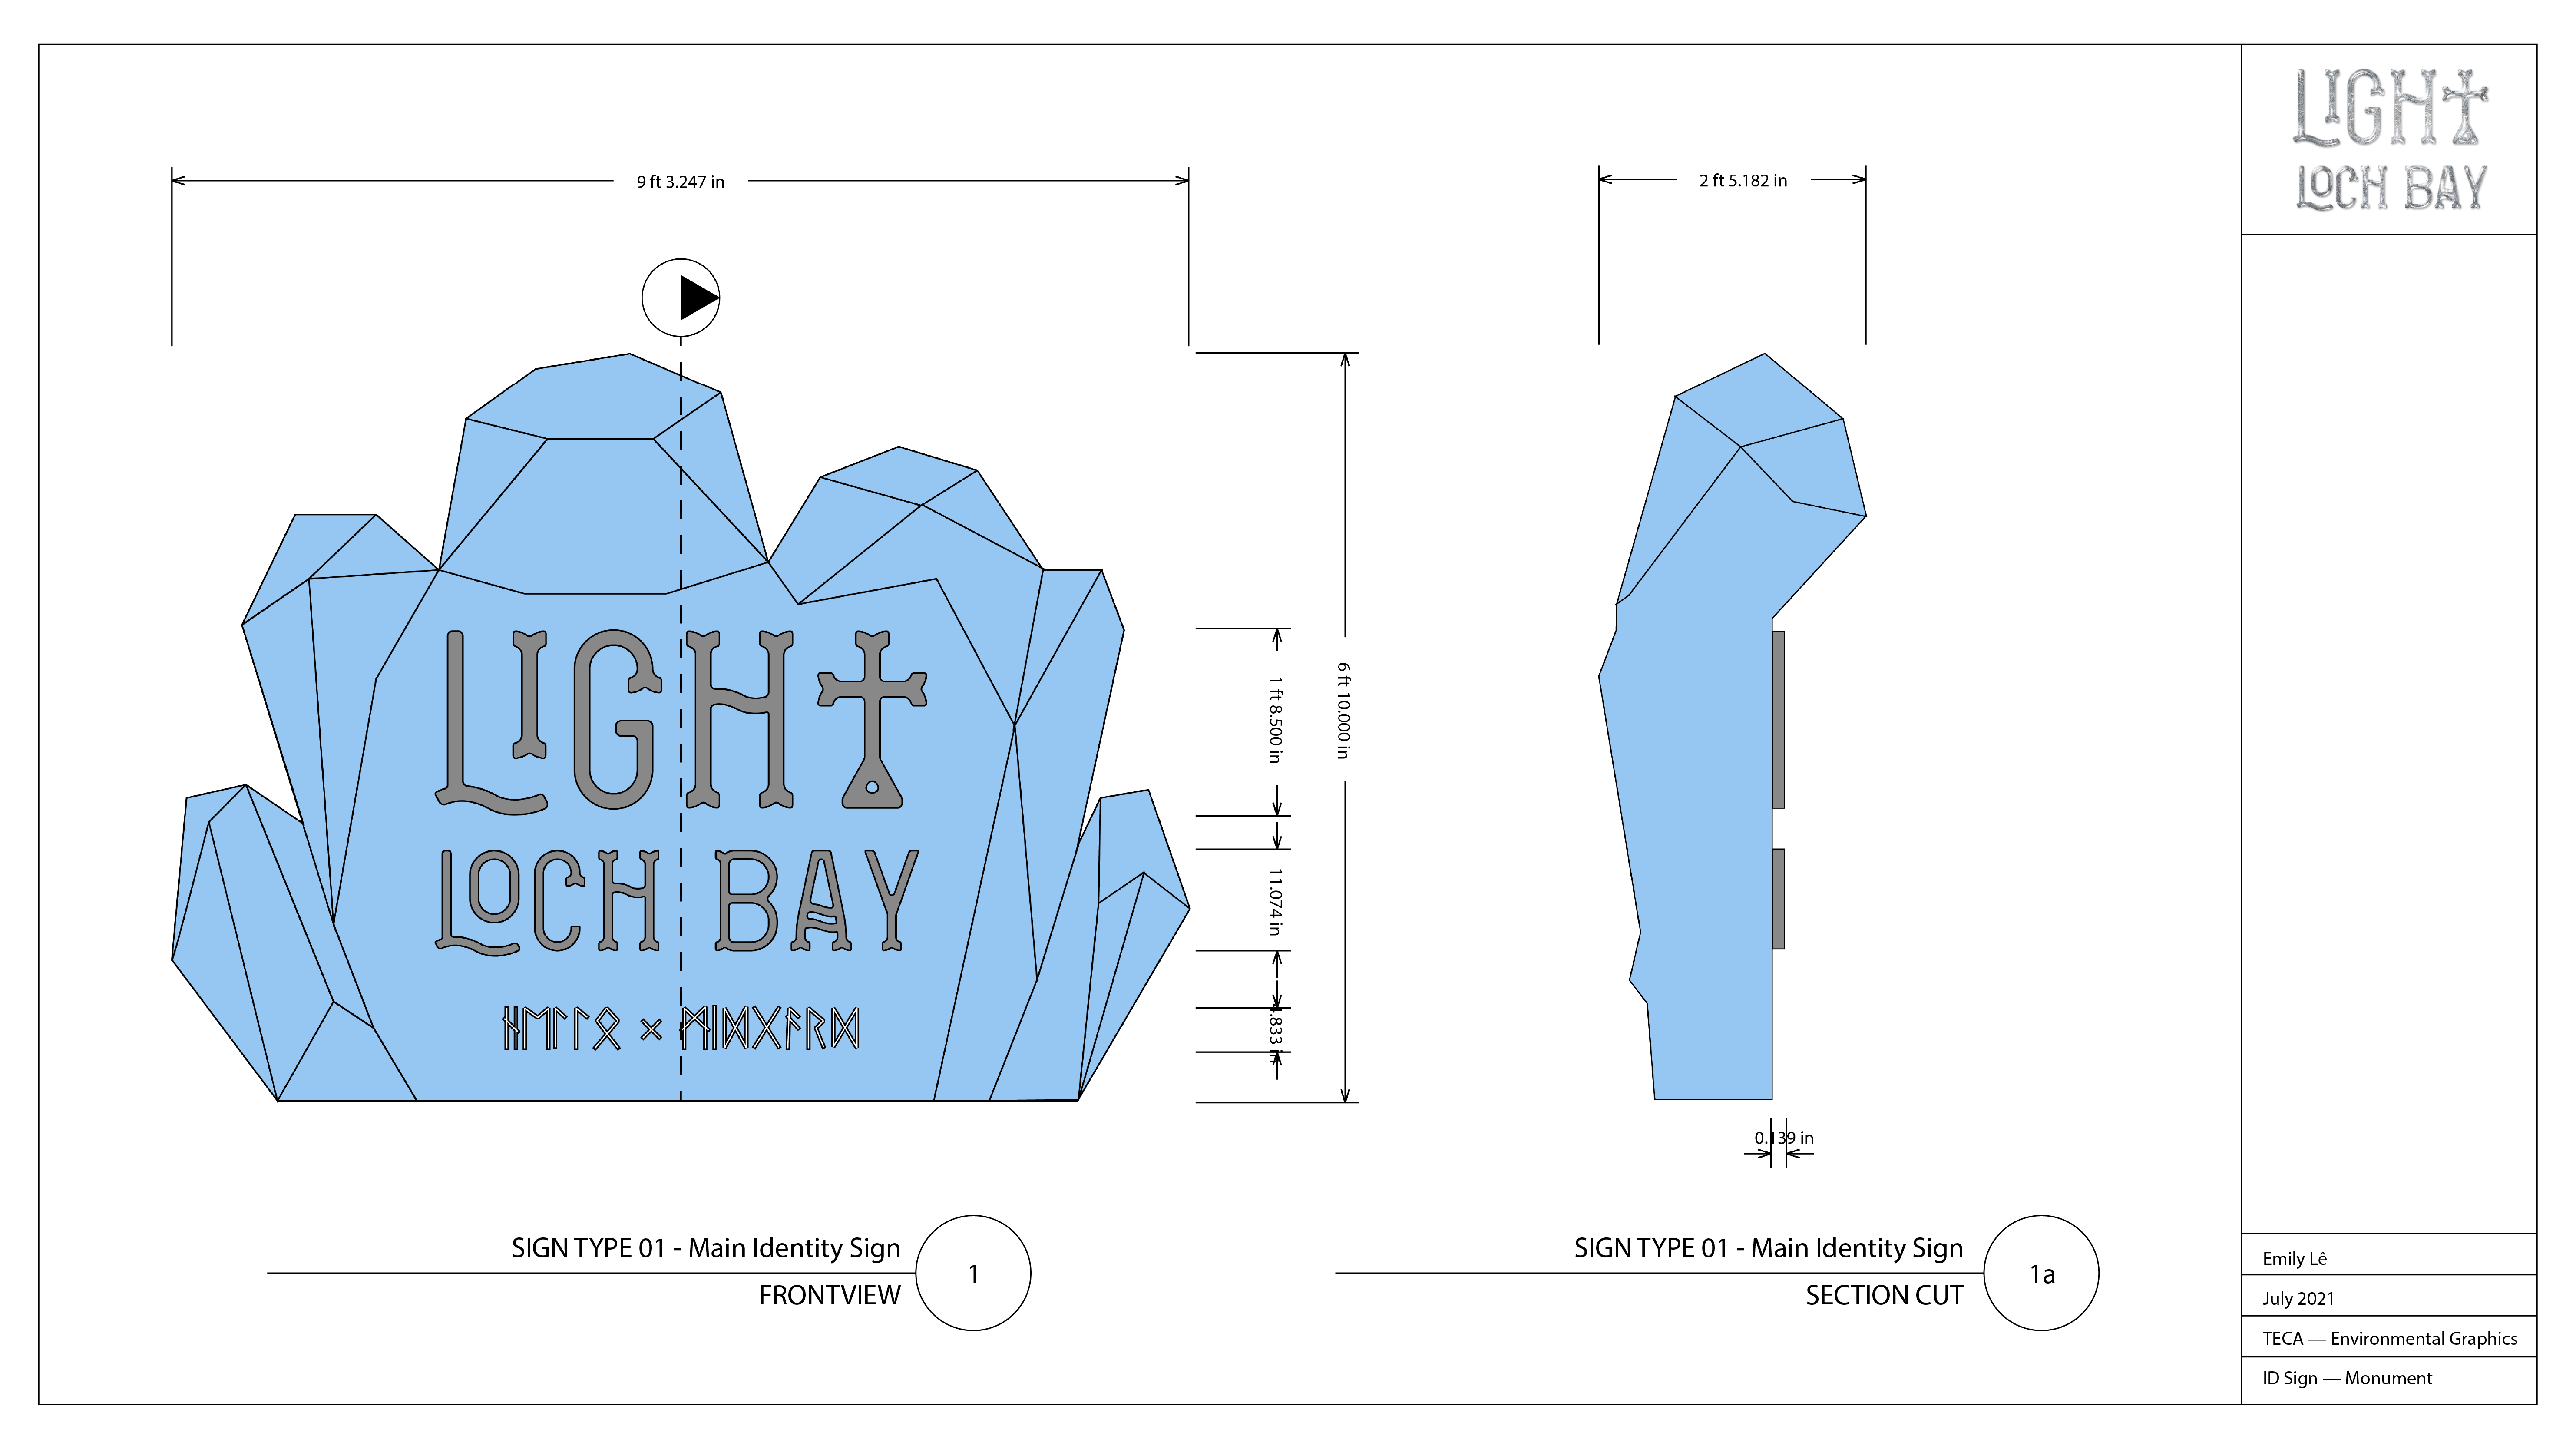 LIGHT
LOCH BAY
9 ft 3.247 in
2 ft 5.182 in
LIGHT
LOCH BAY
ᚺᛖᛚᛚᛟ × ᛗᛁᛞᚷᚨᚱᛞ
1 ft 8.500 in
6 ft 10.000 in
11.074 in
4.833 in
0.139 in
SIGN TYPE 01 - Main Identity Sign
FRONTVIEW
1
SIGN TYPE 01 - Main Identity Sign
SECTION CUT
1a
Emily Lê
July 2021
TECA — Environmental Graphics
ID Sign — Monument